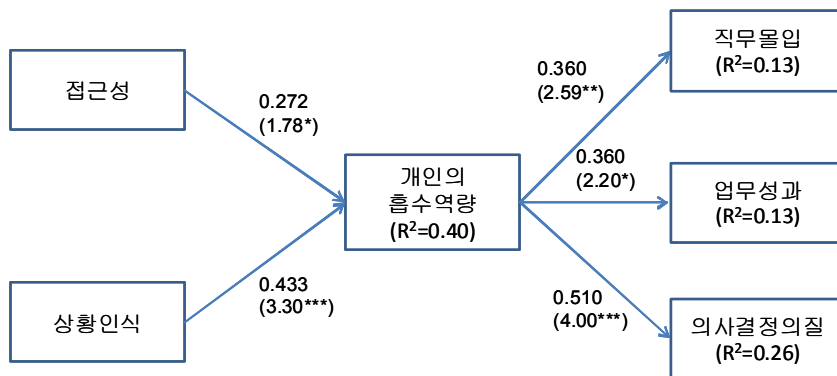 접근성
상황인식
0.272
(1.78*)
0.433
(3.30***)
개인의
흡수역량
(R²=0.40)
0.360
(2.59**)
0.360
(2.20*)
0.510
(4.00***)
직무몰입
(R²=0.13)
업무성과
(R²=0.13)
의사결정의질
(R²=0.26)